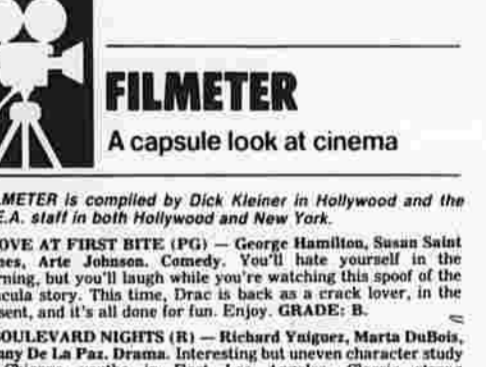 FILMETER
A capsule look at cinema
METER is compiled by Dick Kleiner in Hollywood and the
E.A. staff in both Hollywood and New York.
OVE AT FIRST BITE (PG) — George Hamilton, Susan Saint
mes, Arte Johnson. Comedy. You'll hate yourself in the
rning, but you'll laugh while you're watching this spoof of the
cula story. This time, Drac is back as a crack lover, in the
sent, and it's all done for fun. Enjoy. GRADE: B.
OULEVARD NIGHTS (R) — Richard Yniguez, Marta DuBois,
nny De La Paz. Drama. Interesting but uneven character study